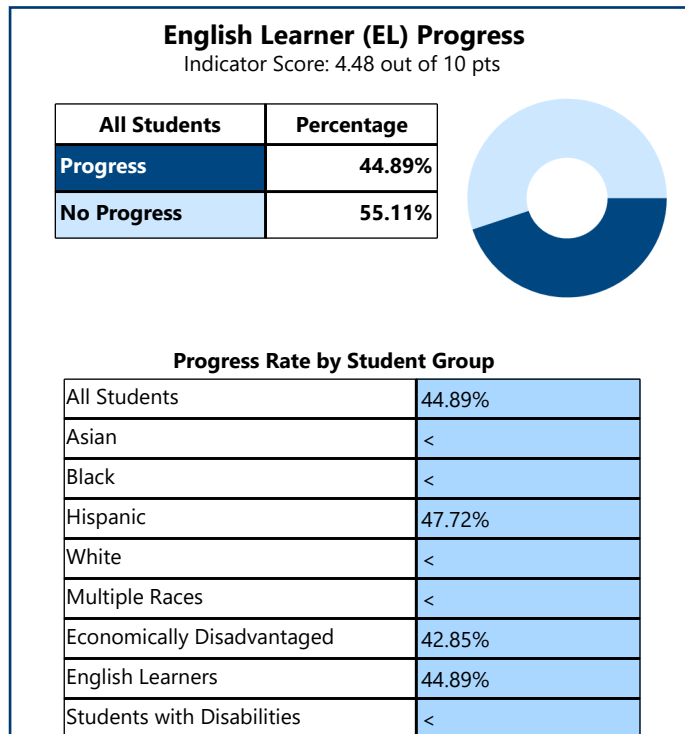 English Learner (EL) Progress
Indicator Score: 4.48 out of 10 pts
All Students Percentage
Progress 44.89%
No Progress 55.11%
Progress Rate by Student Group
All Students 44.89%
Asian <
Black <
Hispanic 47.72%
White <
Multiple Races <
Economically Disadvantaged 42.85%
English Learners 44.89%
Students with Disabilities <